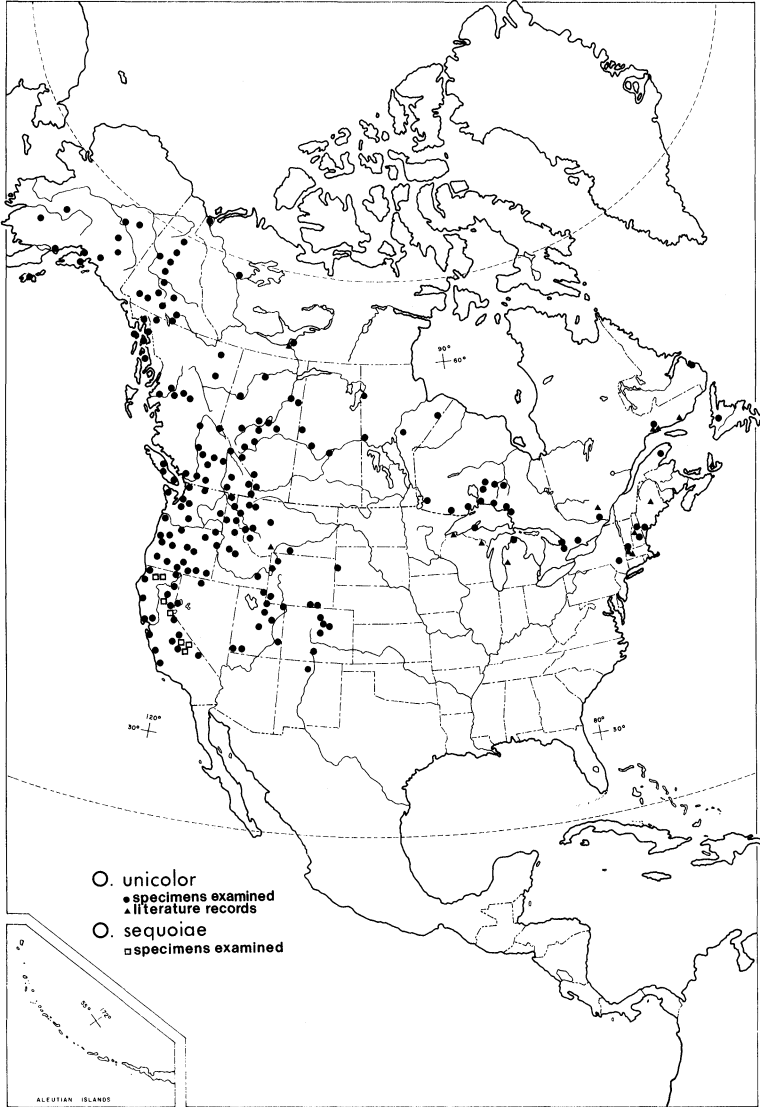 90°
60°
120°
30°
80°
30°
O. unicolor
● specimens examined
▲ literature records
O. sequoiae
□ specimens examined
55°
172°
ALEUTIAN ISLANDS